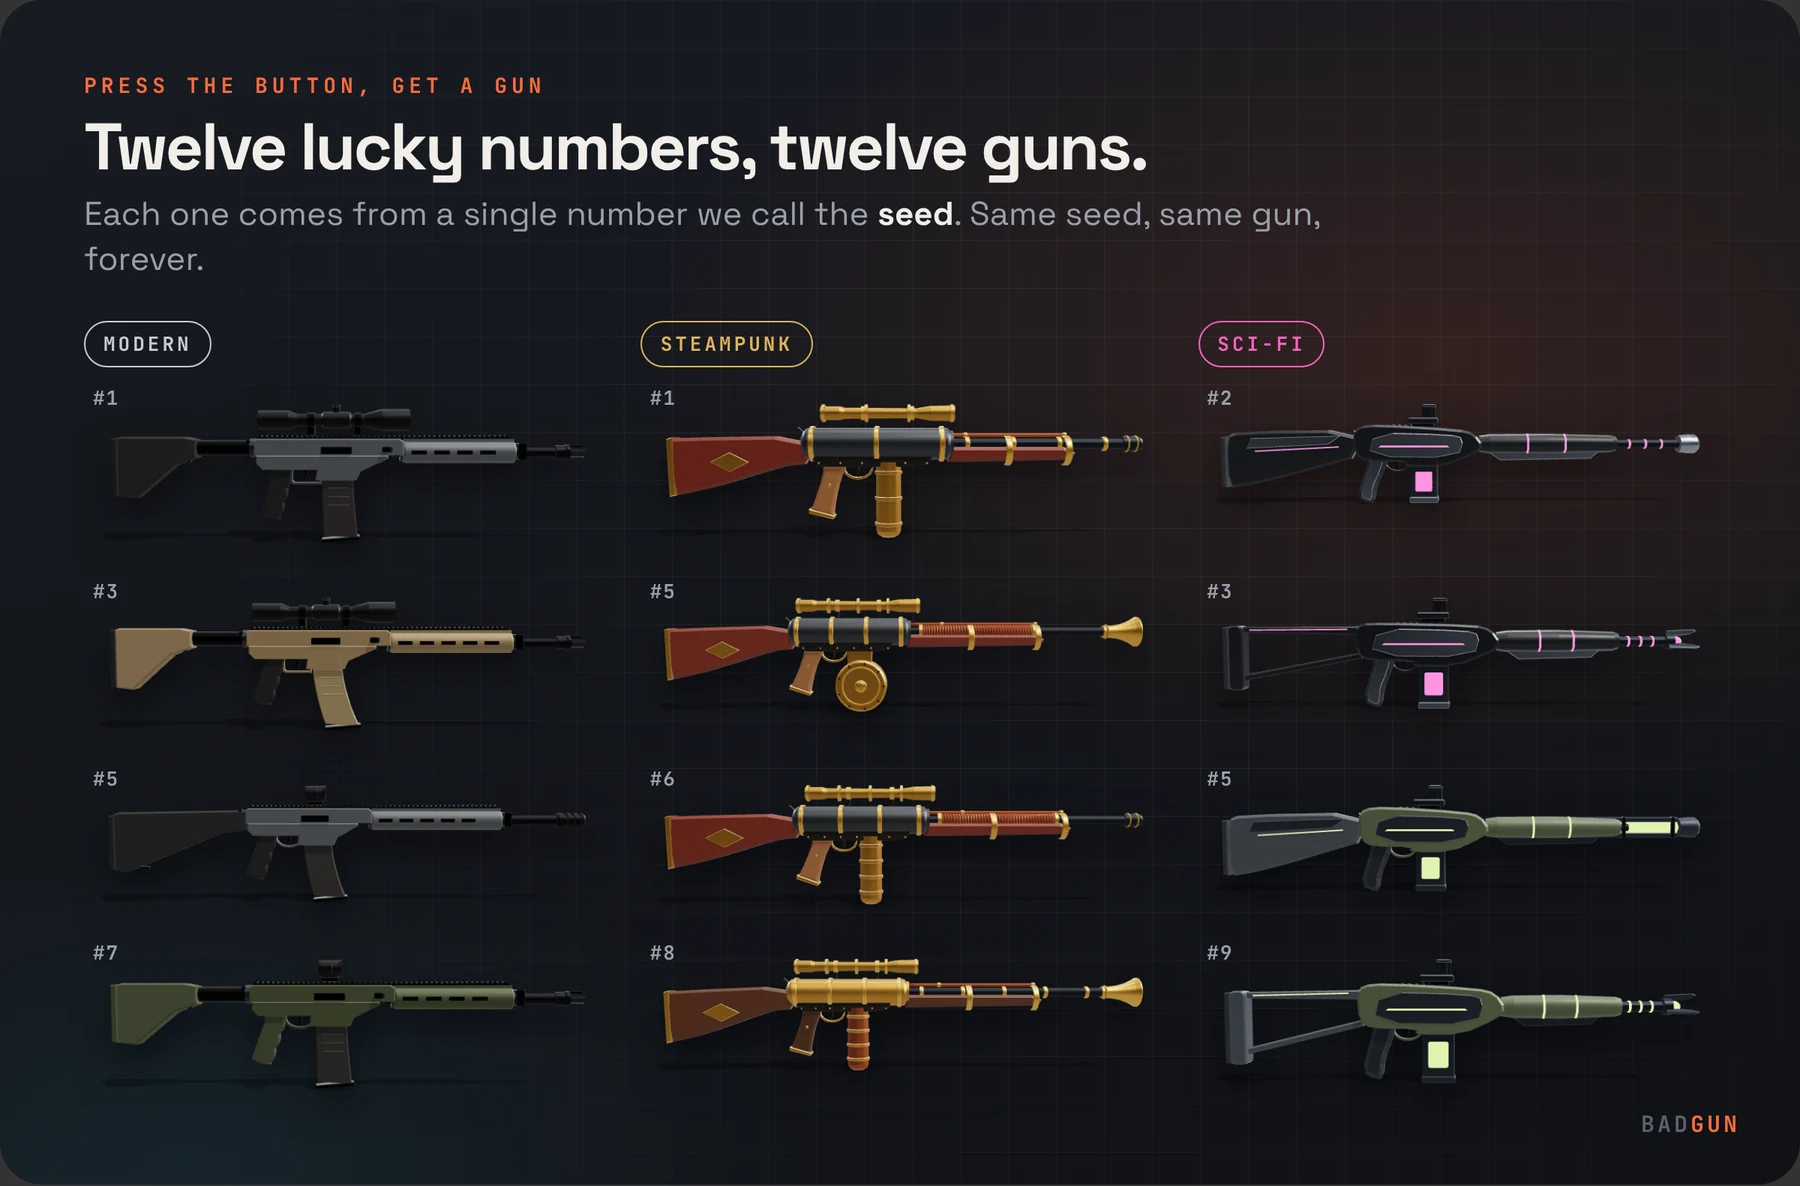 PRESS THE BUTTON, GET A GUN
Twelve lucky numbers, twelve guns.
Each one comes from a single number we call the seed. Same seed, same gun,
forever.
MODERN
#1
#3
#5
#7
STEAMPUNK
#1
#5
#6
#8
SCI-FI
#2
#3
#5
#9
BADGUN